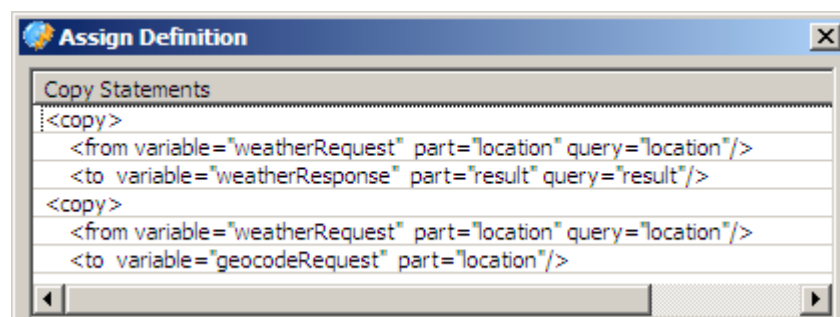 Assign Definition
Copy Statements
<copy>
<from variable="weatherRequest" part="location" query="location"/>
<to variable="weatherResponse" part="result" query="result"/>
<copy>
<from variable="weatherRequest" part="location" query="location"/>
<to variable="geocodeRequest" part="location"/>